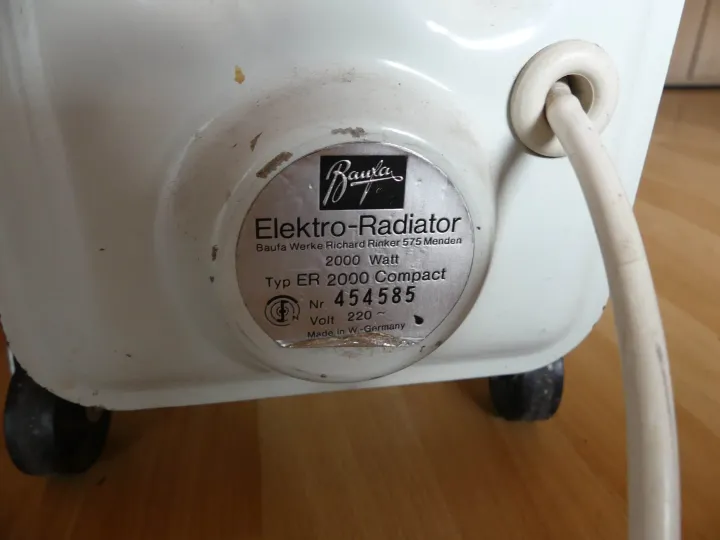 Baufa
Elektro-Radiator
Baufa Werke Richard Rinker 575 Menden
2000 Watt
Typ ER 2000 Compact
Nr 454585
Volt 220 ~
Made in W.-Germany